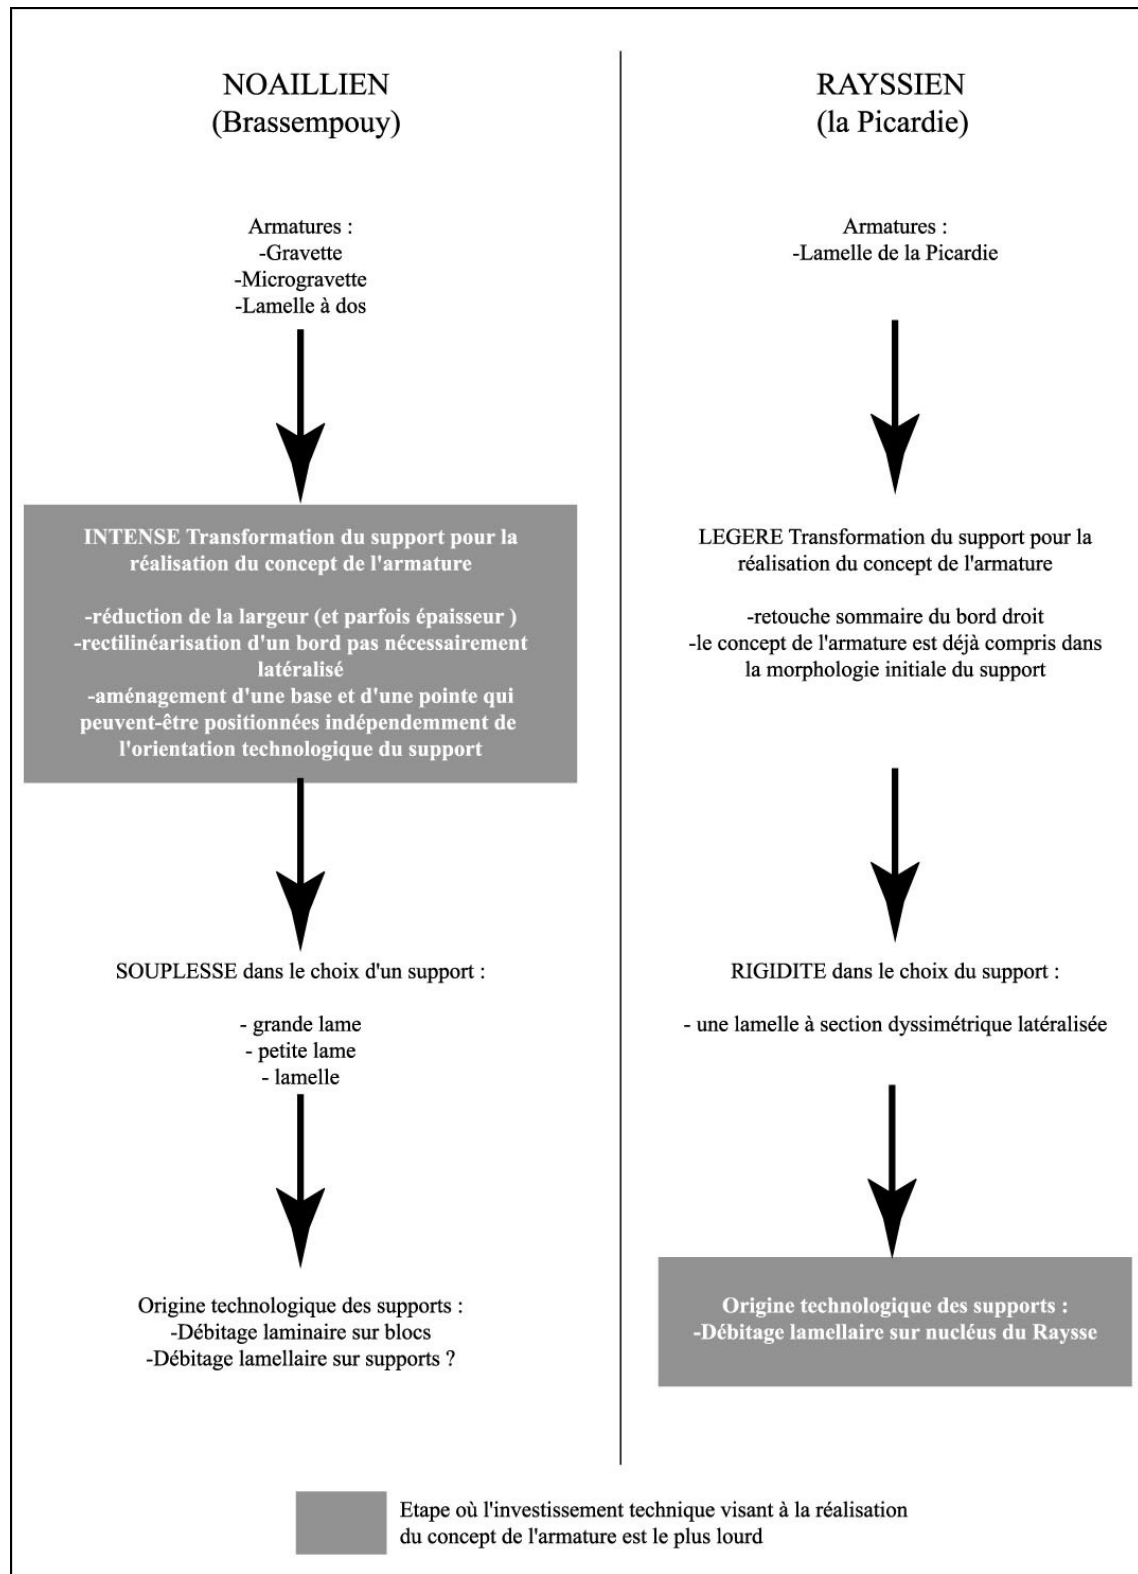 NOAILLIEN
(Brassempouy)
Armatures :
-Gravette
-Microgravette
-Lamelle à dos
INTENSE Transformation du support pour la
réalisation du concept de l'armature
-réduction de la largeur (et parfois épaisseur )
-rectilinéarisation d'un bord pas nécessairement
latéralisé
-aménagement d'une base et d'une pointe qui
peuvent-être positionnées indépendemment de
l'orientation technologique du support
SOUPLESSE dans le choix d'un support :
- grande lame
- petite lame
- lamelle
Origine technologique des supports :
-Débitage laminaire sur blocs
-Débitage lamellaire sur supports ?
RAYSSIEN
(la Picardie)
Armatures :
-Lamelle de la Picardie
LEGERE Transformation du support pour la
réalisation du concept de l'armature
-retouche sommaire du bord droit
-le concept de l'armature est déjà compris dans
la morphologie initiale du support
RIGIDITE dans le choix du support :
- une lamelle à section dyssimétrique latéralisée
Origine technologique des supports :
-Débitage lamellaire sur nucléus du Raysse
Etape où l'investissement technique visant à la réalisation
du concept de l'armature est le plus lourd